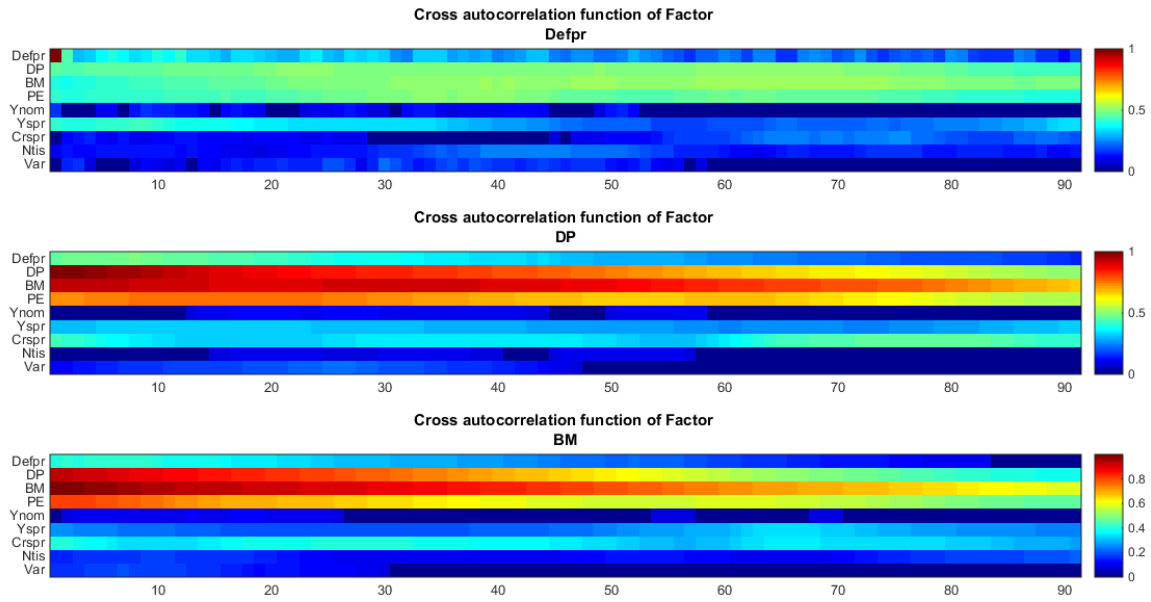 Cross autocorrelation function of Factor
Defpr
Defpr
DP
BM
PE
Ynom
Yspr
Crspr
Ntis
Var
10 20 30 40 50 60 70 80 90
1
0.5
0
Cross autocorrelation function of Factor
DP
Defpr
DP
BM
PE
Ynom
Yspr
Crspr
Ntis
Var
10 20 30 40 50 60 70 80 90
1
0.5
0
Cross autocorrelation function of Factor
BM
Defpr
DP
BM
PE
Ynom
Yspr
Crspr
Ntis
Var
10 20 30 40 50 60 70 80 90
0.8
0.6
0.4
0.2
0